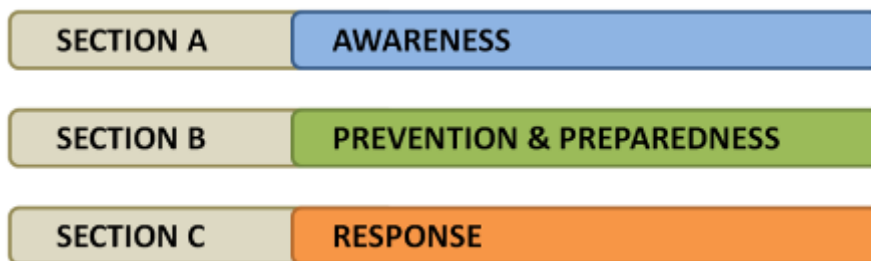 SECTION A AWARENESS
SECTION B PREVENTION & PREPAREDNESS
SECTION C RESPONSE